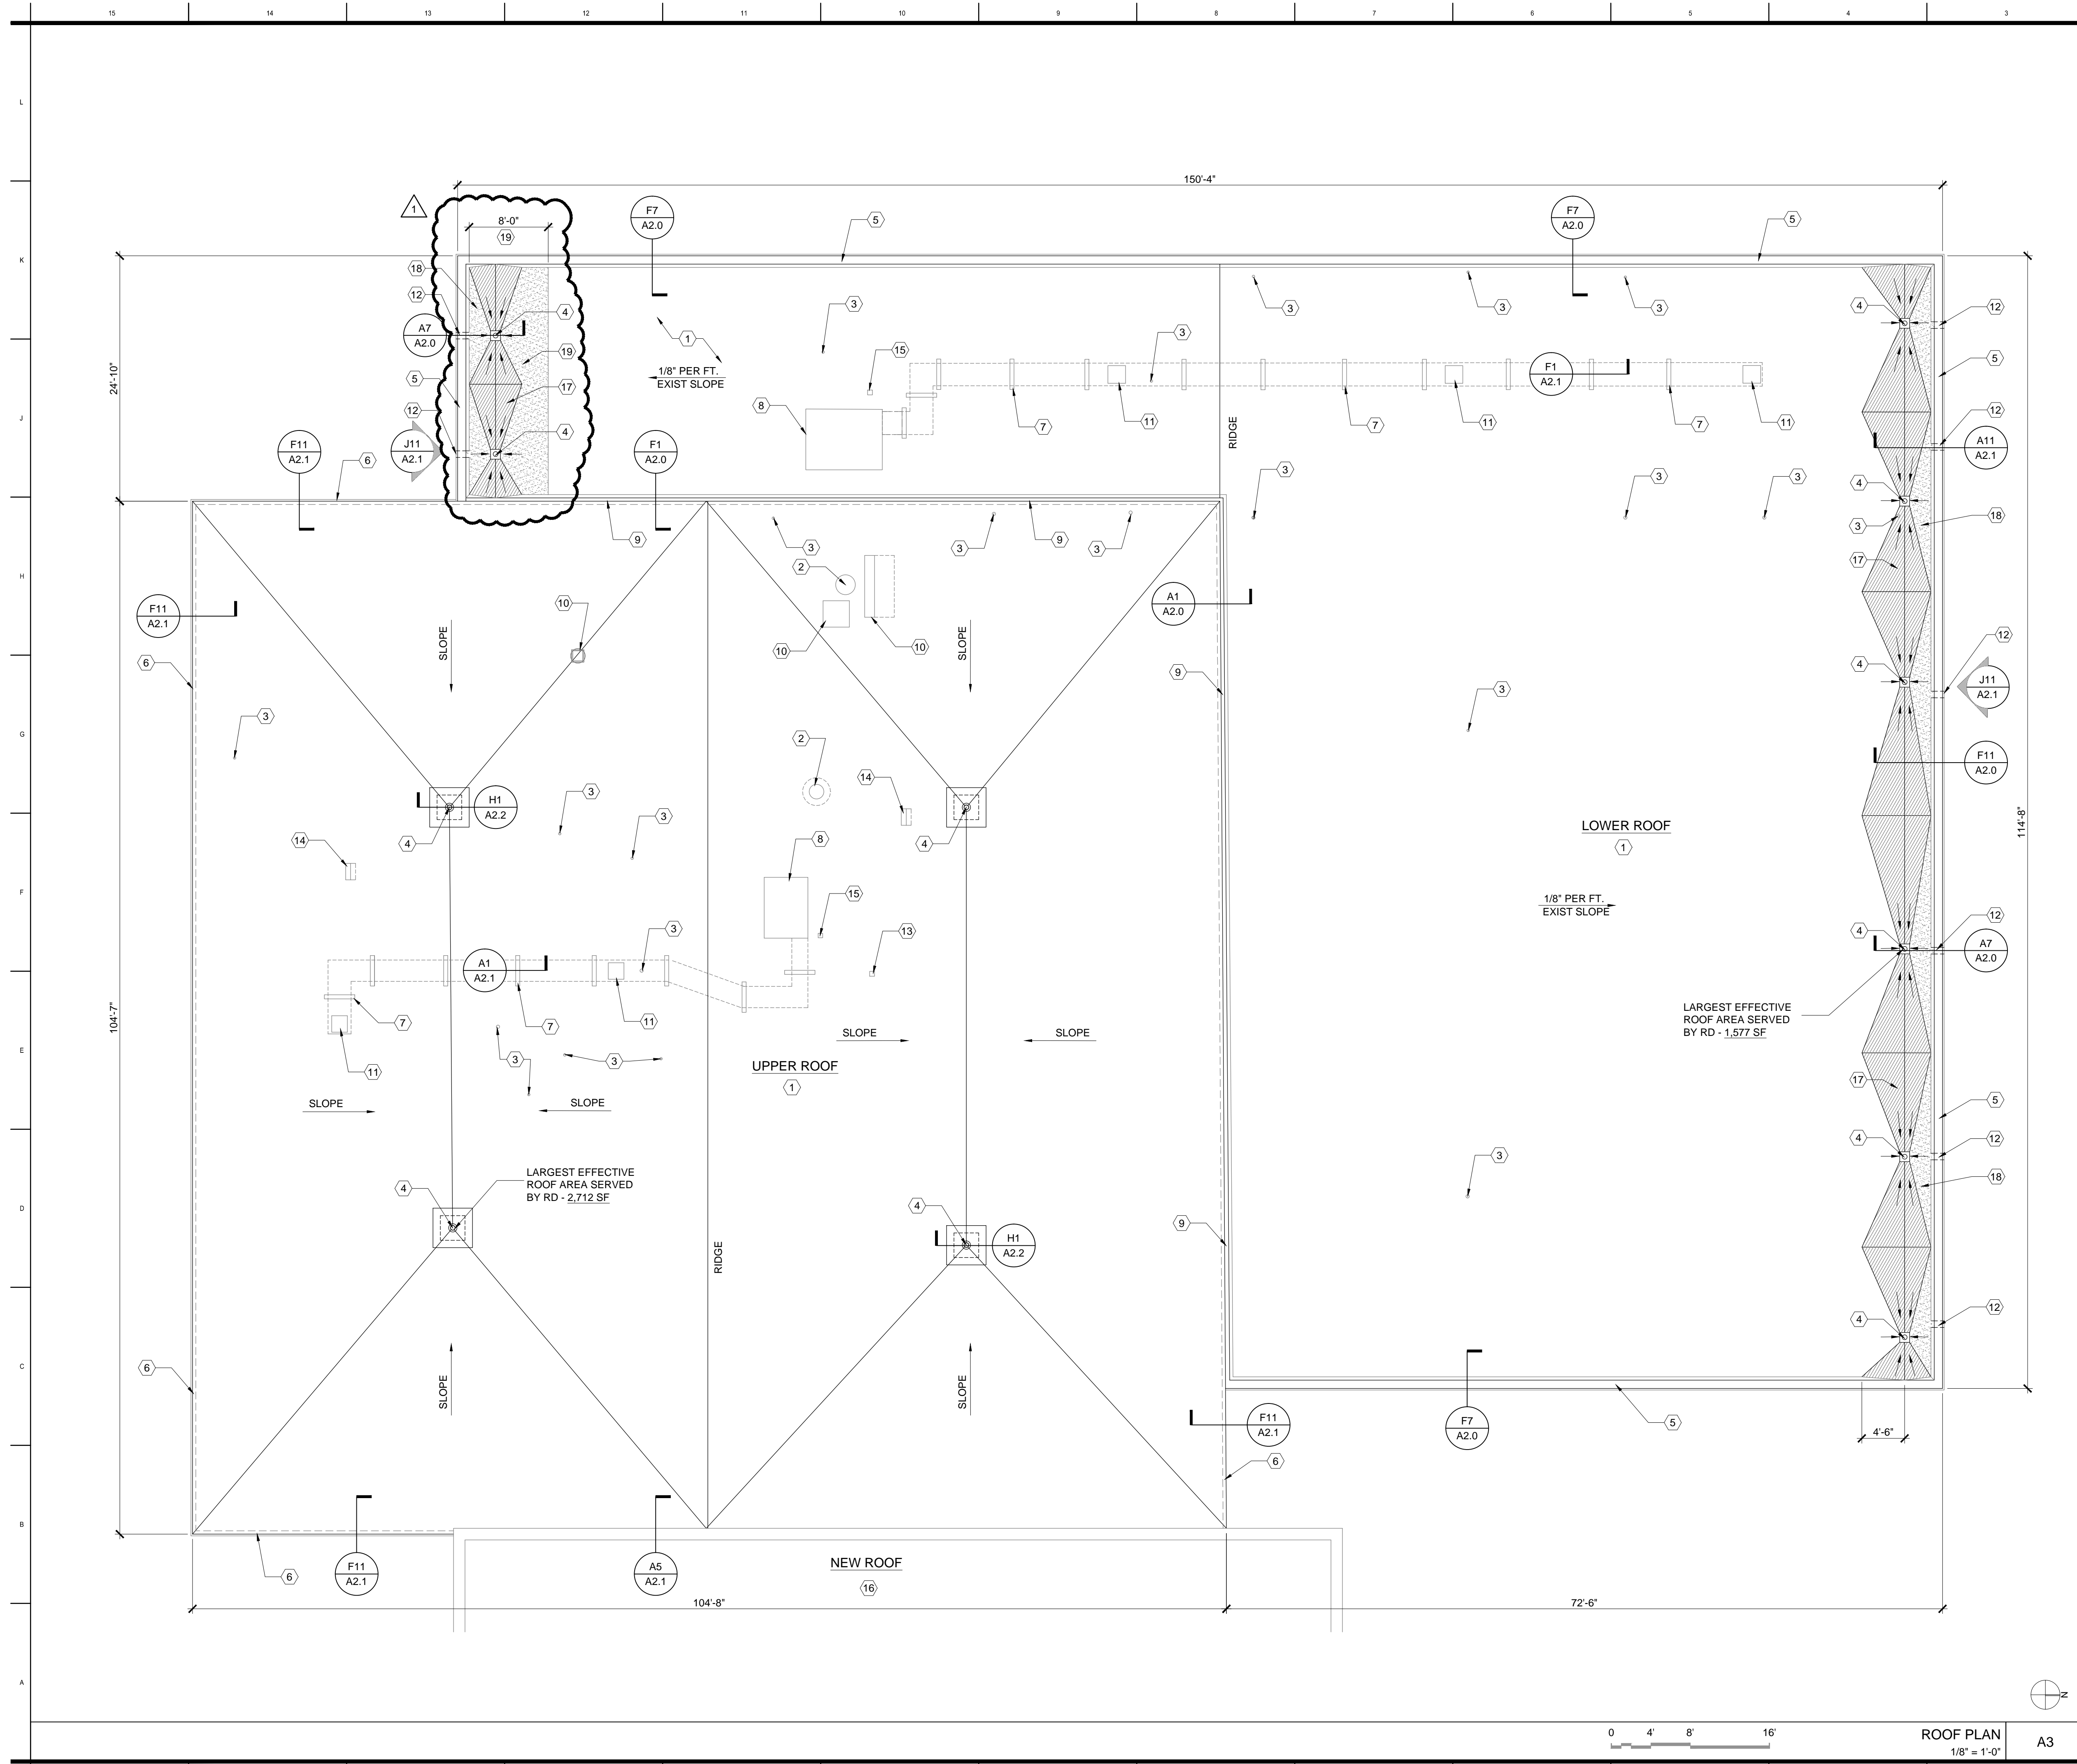 15 14 13 12 11 10 9 8 7 6 5 4 3
L
150'-4"
1
8'-0"
19
F7
A2.0
5
F7
A2.0
5
K
18
12
4
3
3
3
3
4
12
A7
A2.0
1
15
3
F1
A2.1
19
5
24'-10"
1/8" PER FT.
EXIST SLOPE
5
17
8
11
11
11
12
7
7
7
12
J
4
RIDGE
F11
A2.1
J11
A2.1
F1
A2.0
A11
A2.1
6
3
3
3
4
18
3
9
3
3
9
3
17
H
2
F11
A2.1
10
A1
A2.0
12
10
10
SLOPE
SLOPE
6
9
4
J11
A2.1
3
3
G
2
14
F11
A2.0
3
H1
A2.2
3
LOWER ROOF
1
114'-8"
14
4
8
4
F
15
1/8" PER FT.
EXIST SLOPE
12
3
13
4
A7
A2.0
A1
A2.1
LARGEST EFFECTIVE
ROOF AREA SERVED
BY RD - 1,577 SF
104'-7"
7
7
11
SLOPE
SLOPE
E
3
3
UPPER ROOF
1
11
17
5
SLOPE
SLOPE
4
12
3
LARGEST EFFECTIVE
ROOF AREA SERVED
BY RD - 2,712 SF
18
4
4
D
9
H1
A2.2
RIDGE
12
4
C
6
SLOPE
SLOPE
F11
A2.1
F7
A2.0
5
4'-6"
6
B
F11
A2.1
A5
A2.1
NEW ROOF
6
16
104'-8"
72'-6"
A
N
0 4' 8' 16'
ROOF PLAN
1/8" = 1'-0"
A3